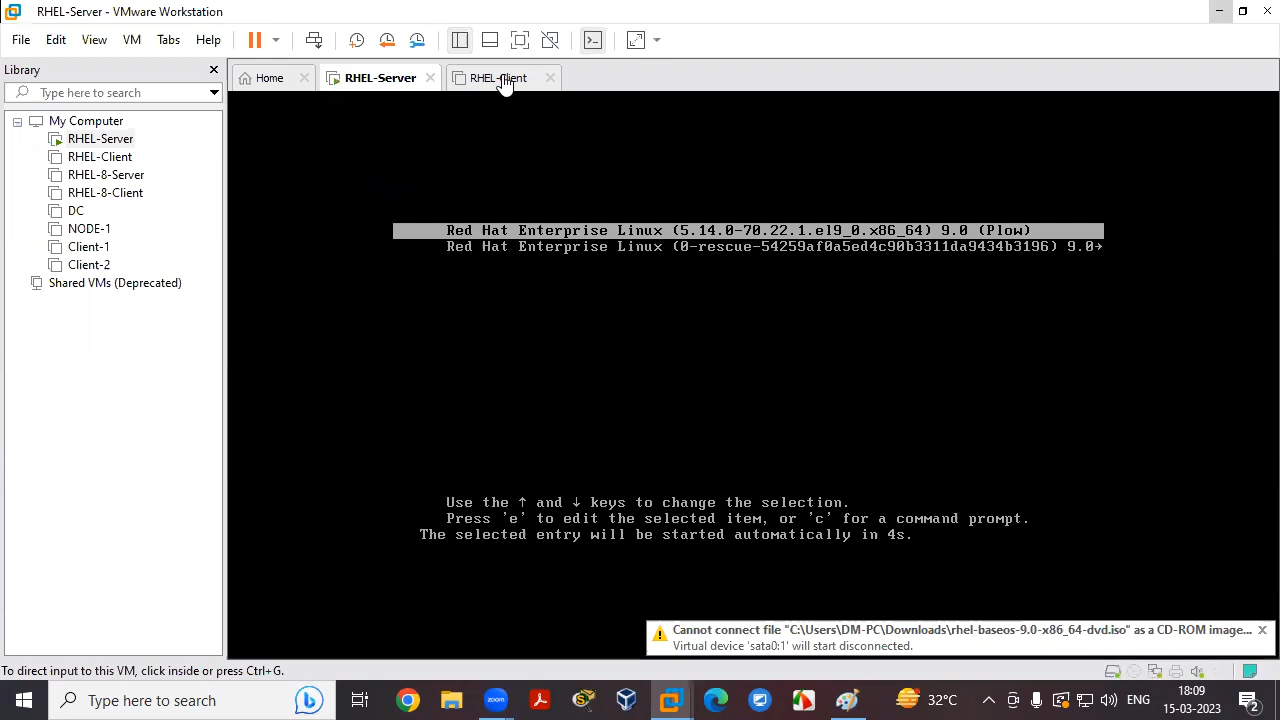 RHEL-Server - VMware Workstation
File Edit View VM Tabs Help
Library
Type here to search
My Computer
RHEL-Server
RHEL-Client
RHEL-8-Server
RHEL-8-Client
DC
NODE-1
Client-1
Client-2
Shared VMs (Deprecated)
Home RHEL-Server RHEL-Client
Red Hat Enterprise Linux (5.14.0-70.22.1.el9_0.x86_64) 9.0 (Plow)
Red Hat Enterprise Linux (0-rescue-54259af0a5ed4c90b3311da9434b3196) 9.0→
Use the ↑ and ↓ keys to change the selection.
Press 'e' to edit the selected item, or 'c' for a command prompt.
The selected entry will be started automatically in 4s.
Cannot connect file "C:\Users\DM-PC\Downloads\rhel-baseos-9.0-x86_64-dvd.iso" as a CD-ROM image...
Virtual device 'sata0:1' will start disconnected.
To direct input to this VM, click inside or press Ctrl+G.
Type here to search
32°C
ENG
18:09
15-03-2023
2